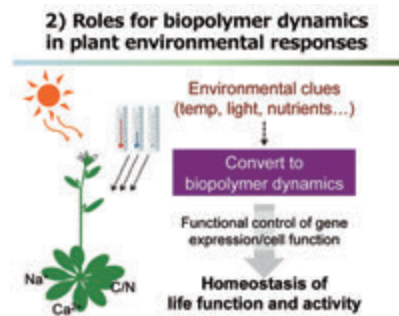 2) Roles for biopolymer dynamics
in plant environmental responses
Environmental clues
(temp, light, nutrients...)
Convert to
biopolymer dynamics
Functional control of gene
expression/cell function
Homeostasis of
life function and activity
Na⁺
C/N
Ca²⁺